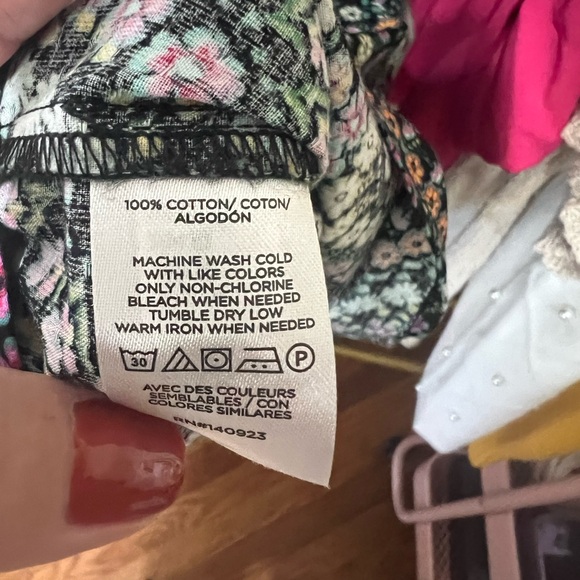 100% COTTON/ COTON/
ALGODÓN
MACHINE WASH COLD
WITH LIKE COLORS
ONLY NON-CHLORINE
BLEACH WHEN NEEDED
TUMBLE DRY LOW
WARM IRON WHEN NEEDED
30 P
AVEC DES COULEURS
SEMBLABLES / CON
COLORES SIMILARES
RN#140923